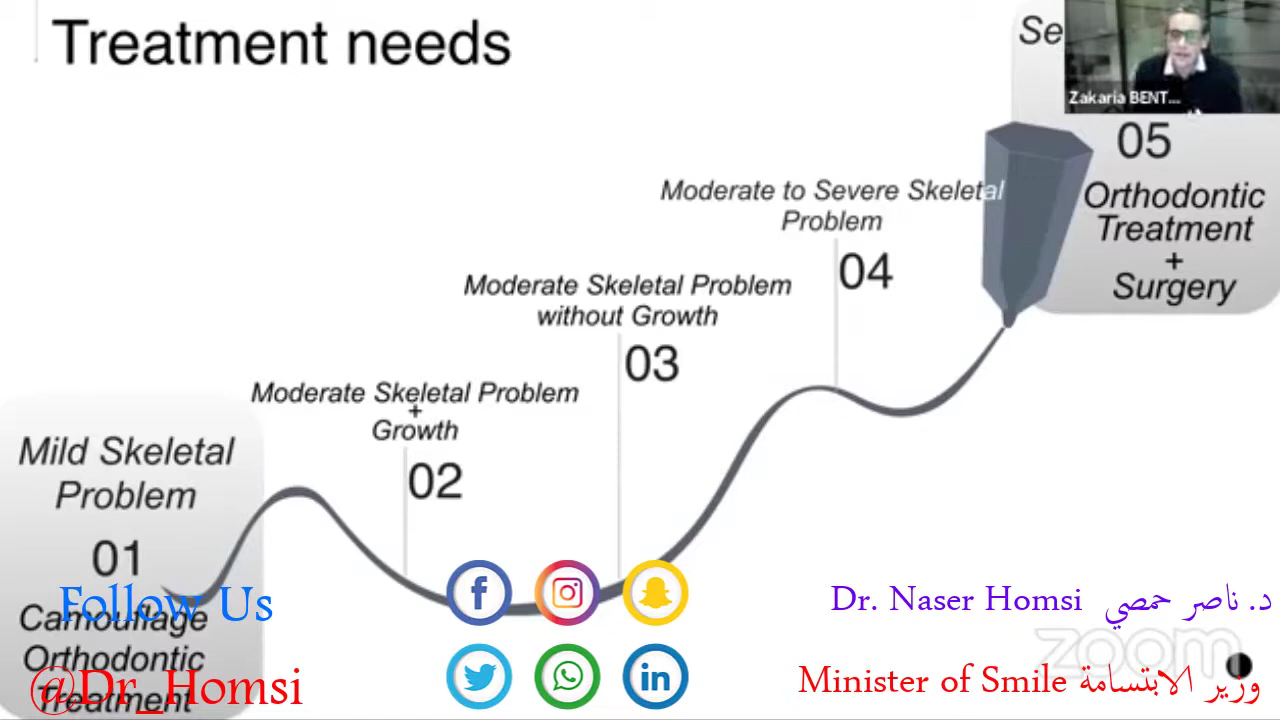 Treatment needs
Se
Zakaria BENT...
05
Orthodontic
Treatment
+
Surgery
Moderate to Severe Skeletal
Problem
04
Moderate Skeletal Problem
without Growth
03
Moderate Skeletal Problem
+
Growth
02
Mild Skeletal
Problem
01
Camouflage
Orthodontic
Treatment
Follow Us
@Dr_Homsi
Dr. Naser Homsi د. ناصر حمصي
zoom
Minister of Smile وزير الابتسامة